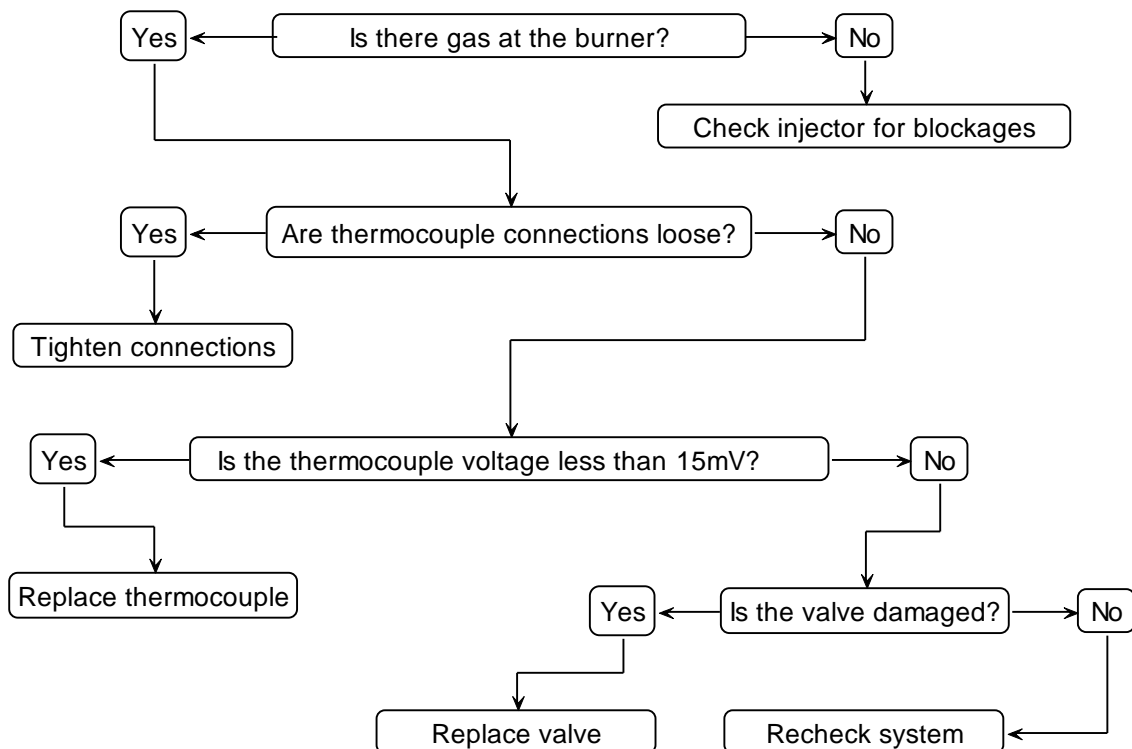 Yes
Is there gas at the burner?
No
Check injector for blockages
Yes
Are thermocouple connections loose?
No
Tighten connections
Yes
Is the thermocouple voltage less than 15mV?
No
Replace thermocouple
Yes
Is the valve damaged?
No
Replace valve
Recheck system